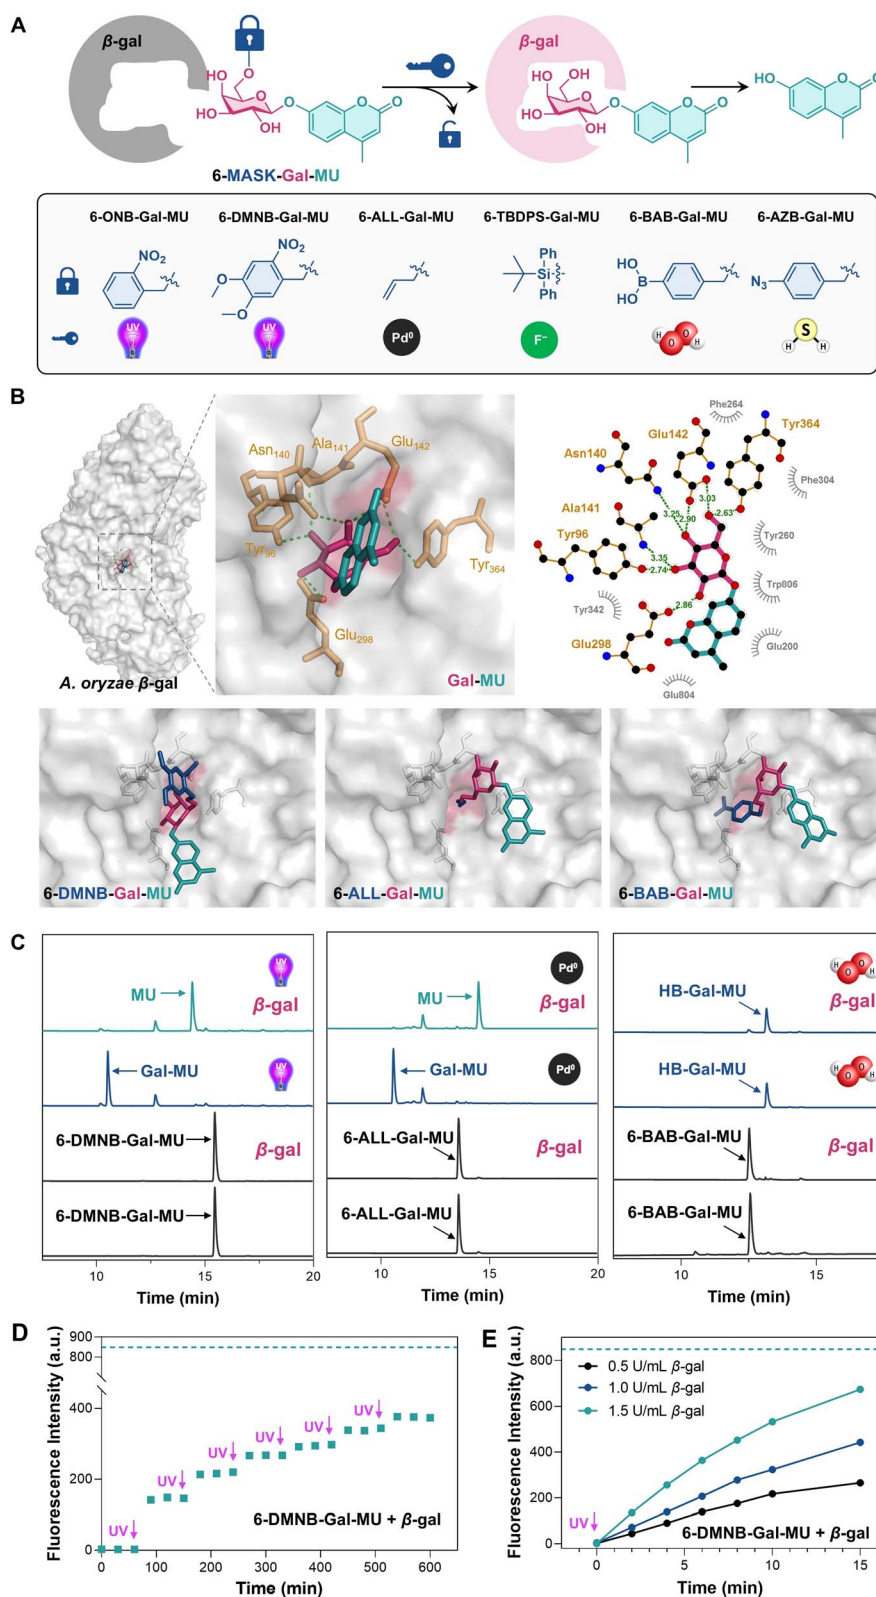 A
β-gal
β-gal
OH
O
O
HO
O
O
O
OH
OH
OH
O
HO
O
O
O
OH
HO
O
O
6-MASK-Gal-MU
6-ONB-Gal-MU 6-DMNB-Gal-MU 6-ALL-Gal-MU 6-TBDPS-Gal-MU 6-BAB-Gal-MU 6-AZB-Gal-MU
NO2
NO2
O
O
Ph
Si
Ph
HO
B
OH
N3
UV
UV
Pd⁰
F⁻
H O O H
S
H H
B
Asn140
Ala141
Glu142
Tyr96
Tyr364
Glu298
Gal-MU
A. oryzae β-gal
Phe264
Glu142
Tyr364
Asn140
Phe304
3.03
3.25
2.90
2.63
Ala141
Tyr96
Tyr260
3.35
2.74
Trp806
Tyr342
2.86
Glu298
Glu200
Glu804
6-DMNB-Gal-MU
6-ALL-Gal-MU
6-BAB-Gal-MU
C
UV
MU
β-gal
UV
Gal-MU
6-DMNB-Gal-MU
β-gal
6-DMNB-Gal-MU
10 15 20
Time (min)
Pd⁰
MU
β-gal
Pd⁰
Gal-MU
6-ALL-Gal-MU
β-gal
6-ALL-Gal-MU
10 15 20
Time (min)
H O O H
HB-Gal-MU
β-gal
H O O H
HB-Gal-MU
6-BAB-Gal-MU
β-gal
6-BAB-Gal-MU
10 15
Time (min)
D
Fluorescence Intensity (a.u.)
900
800
400
200
0
UV
UV
UV
UV
UV
UV
6-DMNB-Gal-MU + β-gal
0 100 200 300 400 500 600
Time (min)
E
Fluorescence Intensity (a.u.)
800
600
400
200
0
0.5 U/mL β-gal
1.0 U/mL β-gal
1.5 U/mL β-gal
UV
6-DMNB-Gal-MU + β-gal
0 5 10 15
Time (min)